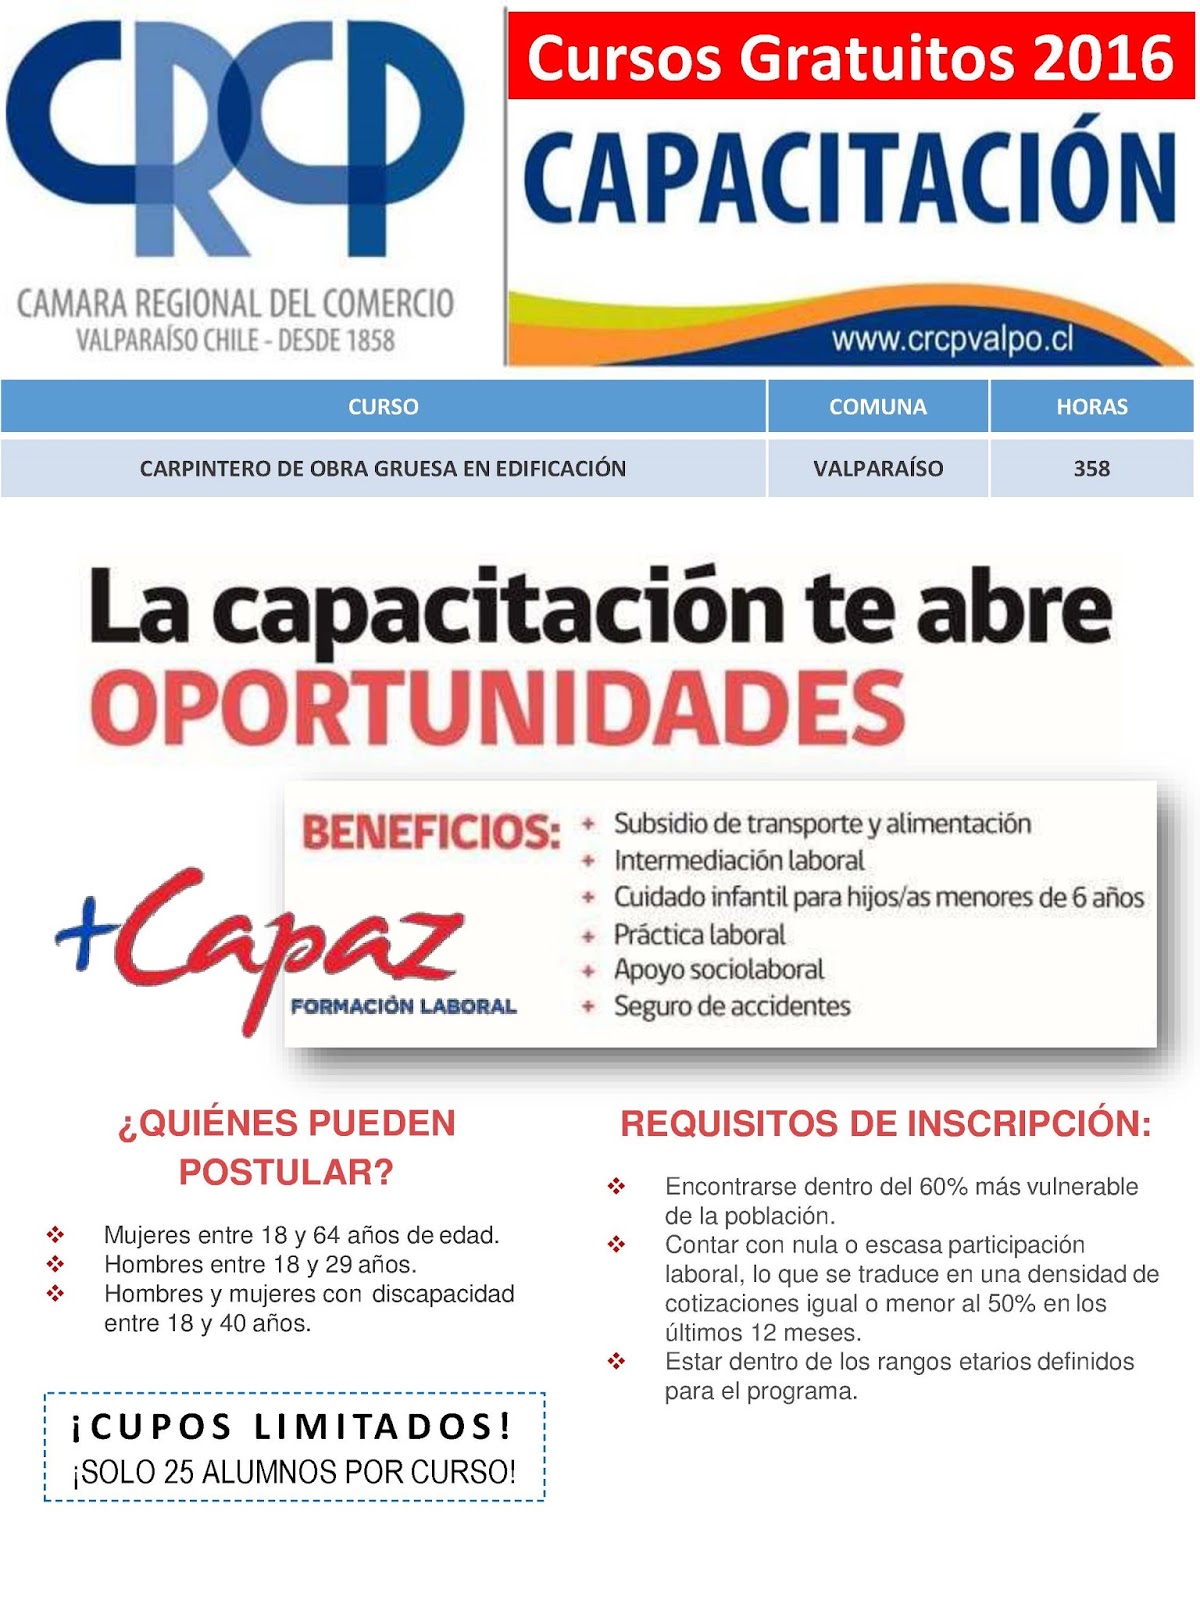 CRCP
CAMARA REGIONAL DEL COMERCIO
VALPARAÍSO CHILE - DESDE 1858
Cursos Gratuitos 2016
CAPACITACIÓN
www.crcpvalpo.cl
CURSO COMUNA HORAS
CARPINTERO DE OBRA GRUESA EN EDIFICACIÓN VALPARAÍSO 358
La capacitación te abre
OPORTUNIDADES
+Capaz
FORMACIÓN LABORAL
BENEFICIOS:
+ Subsidio de transporte y alimentación
+ Intermediación laboral
+ Cuidado infantil para hijos/as menores de 6 años
+ Práctica laboral
+ Apoyo sociolaboral
+ Seguro de accidentes
¿QUIÉNES PUEDEN
POSTULAR?
❖ Mujeres entre 18 y 64 años de edad.
❖ Hombres entre 18 y 29 años.
❖ Hombres y mujeres con discapacidad
entre 18 y 40 años.
¡CUPOS LIMITADOS!
¡SOLO 25 ALUMNOS POR CURSO!
REQUISITOS DE INSCRIPCIÓN:
❖ Encontrarse dentro del 60% más vulnerable
de la población.
❖ Contar con nula o escasa participación
laboral, lo que se traduce en una densidad de
cotizaciones igual o menor al 50% en los
últimos 12 meses.
❖ Estar dentro de los rangos etarios definidos
para el programa.